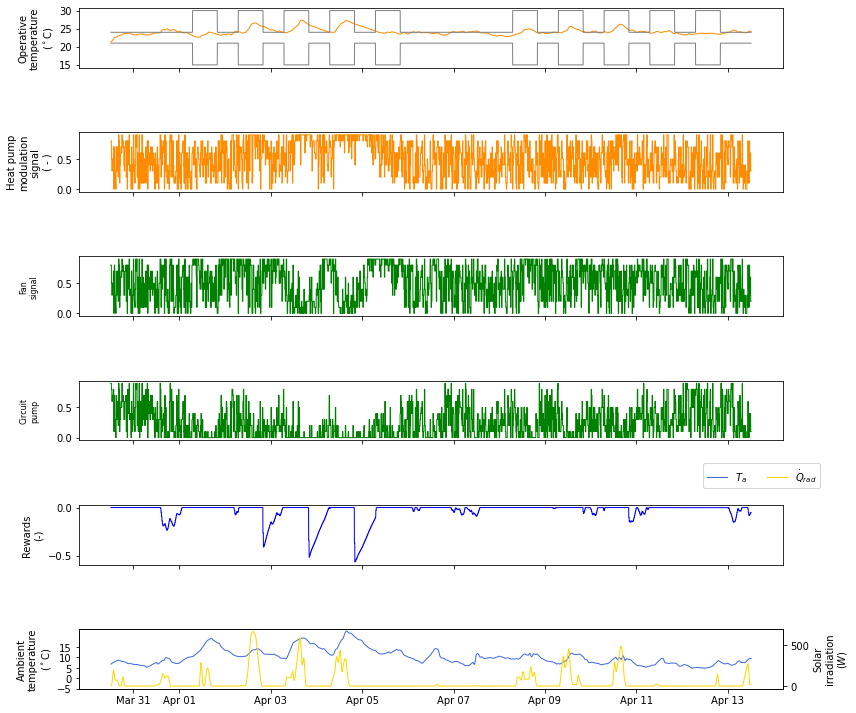 Operative
temperature
(°C)
30
25
20
15
Heat pump
modulation
signal
( - )
0.5
0.0
Fan
signal
0.5
0.0
Circuit
pump
0.5
0.0
T_a
Q̇_rad
Rewards
(-)
0.0
−0.5
Ambient
temperature
(°C)
15
10
5
0
−5
500
0
Solar
irradiation
(W)
Mar 31 Apr 01 Apr 03 Apr 05 Apr 07 Apr 09 Apr 11 Apr 13